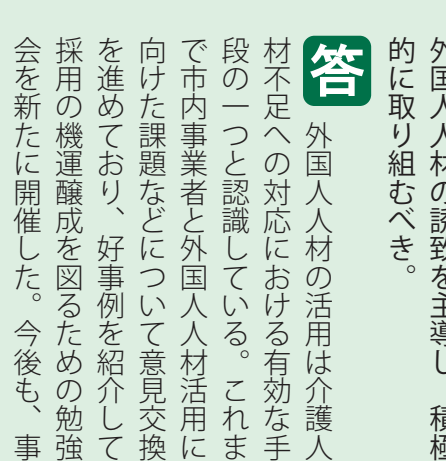 外国人人材の誘致を主導し、積極
的に取り組むべき。
答
外国人人材の活用は介護人
材不足への対応における有効な手
段の一つと認識している。これま
で市内事業者と外国人人材活用に
向けた課題などについて意見交換
を進めており、好事例を紹介して
採用の機運醸成を図るための勉強
会を新たに開催した。今後も、事